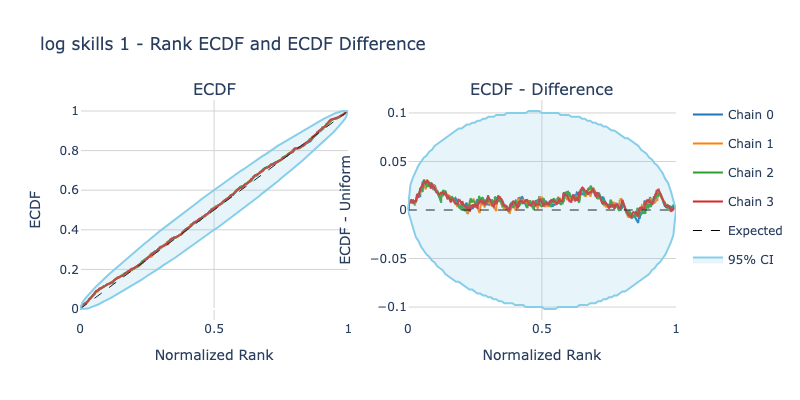 log skills 1 - Rank ECDF and ECDF Difference
ECDF
ECDF - Difference
1
0.8
0.6
0.4
0.2
0
ECDF
0
0.5
1
Normalized Rank
0.1
0.05
0
−0.05
−0.1
ECDF - Uniform
0
0.5
1
Normalized Rank
Chain 0
Chain 1
Chain 2
Chain 3
Expected
95% CI